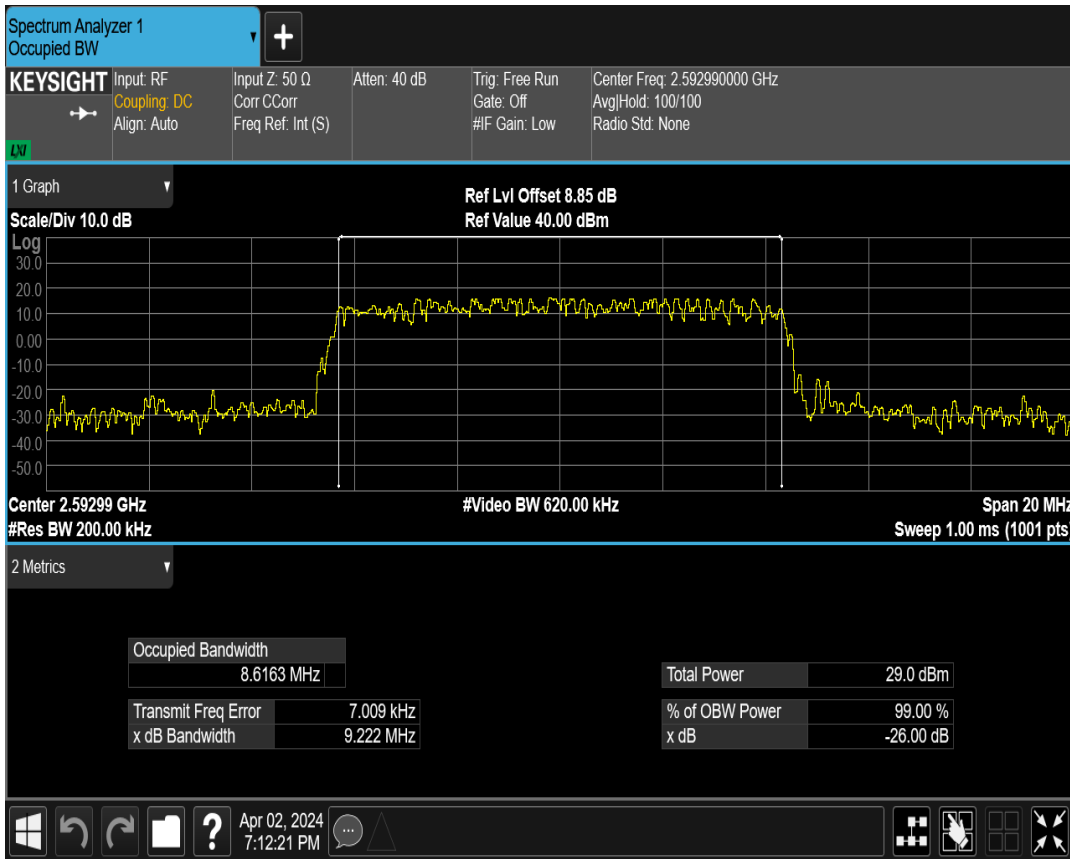 Spectrum Analyzer 1
Occupied BW
+
KEYSIGHT
LXI
Input: RF
Coupling: DC
Align: Auto
Input Z: 50 Ω
Corr CCorr
Freq Ref: Int (S)
Atten: 40 dB
Trig: Free Run
Gate: Off
#IF Gain: Low
Center Freq: 2.592990000 GHz
Avg|Hold: 100/100
Radio Std: None
1 Graph
Scale/Div 10.0 dB
Ref Lvl Offset 8.85 dB
Ref Value 40.00 dBm
Log
30.0
20.0
10.0
0.00
-10.0
-20.0
-30.0
-40.0
-50.0
Center 2.59299 GHz
#Res BW 200.00 kHz
#Video BW 620.00 kHz
Span 20 MHz
Sweep 1.00 ms (1001 pts)
2 Metrics
Occupied Bandwidth
8.6163 MHz
Transmit Freq Error 7.009 kHz
x dB Bandwidth 9.222 MHz
Total Power 29.0 dBm
% of OBW Power 99.00 %
x dB -26.00 dB
?
Apr 02, 2024
7:12:21 PM